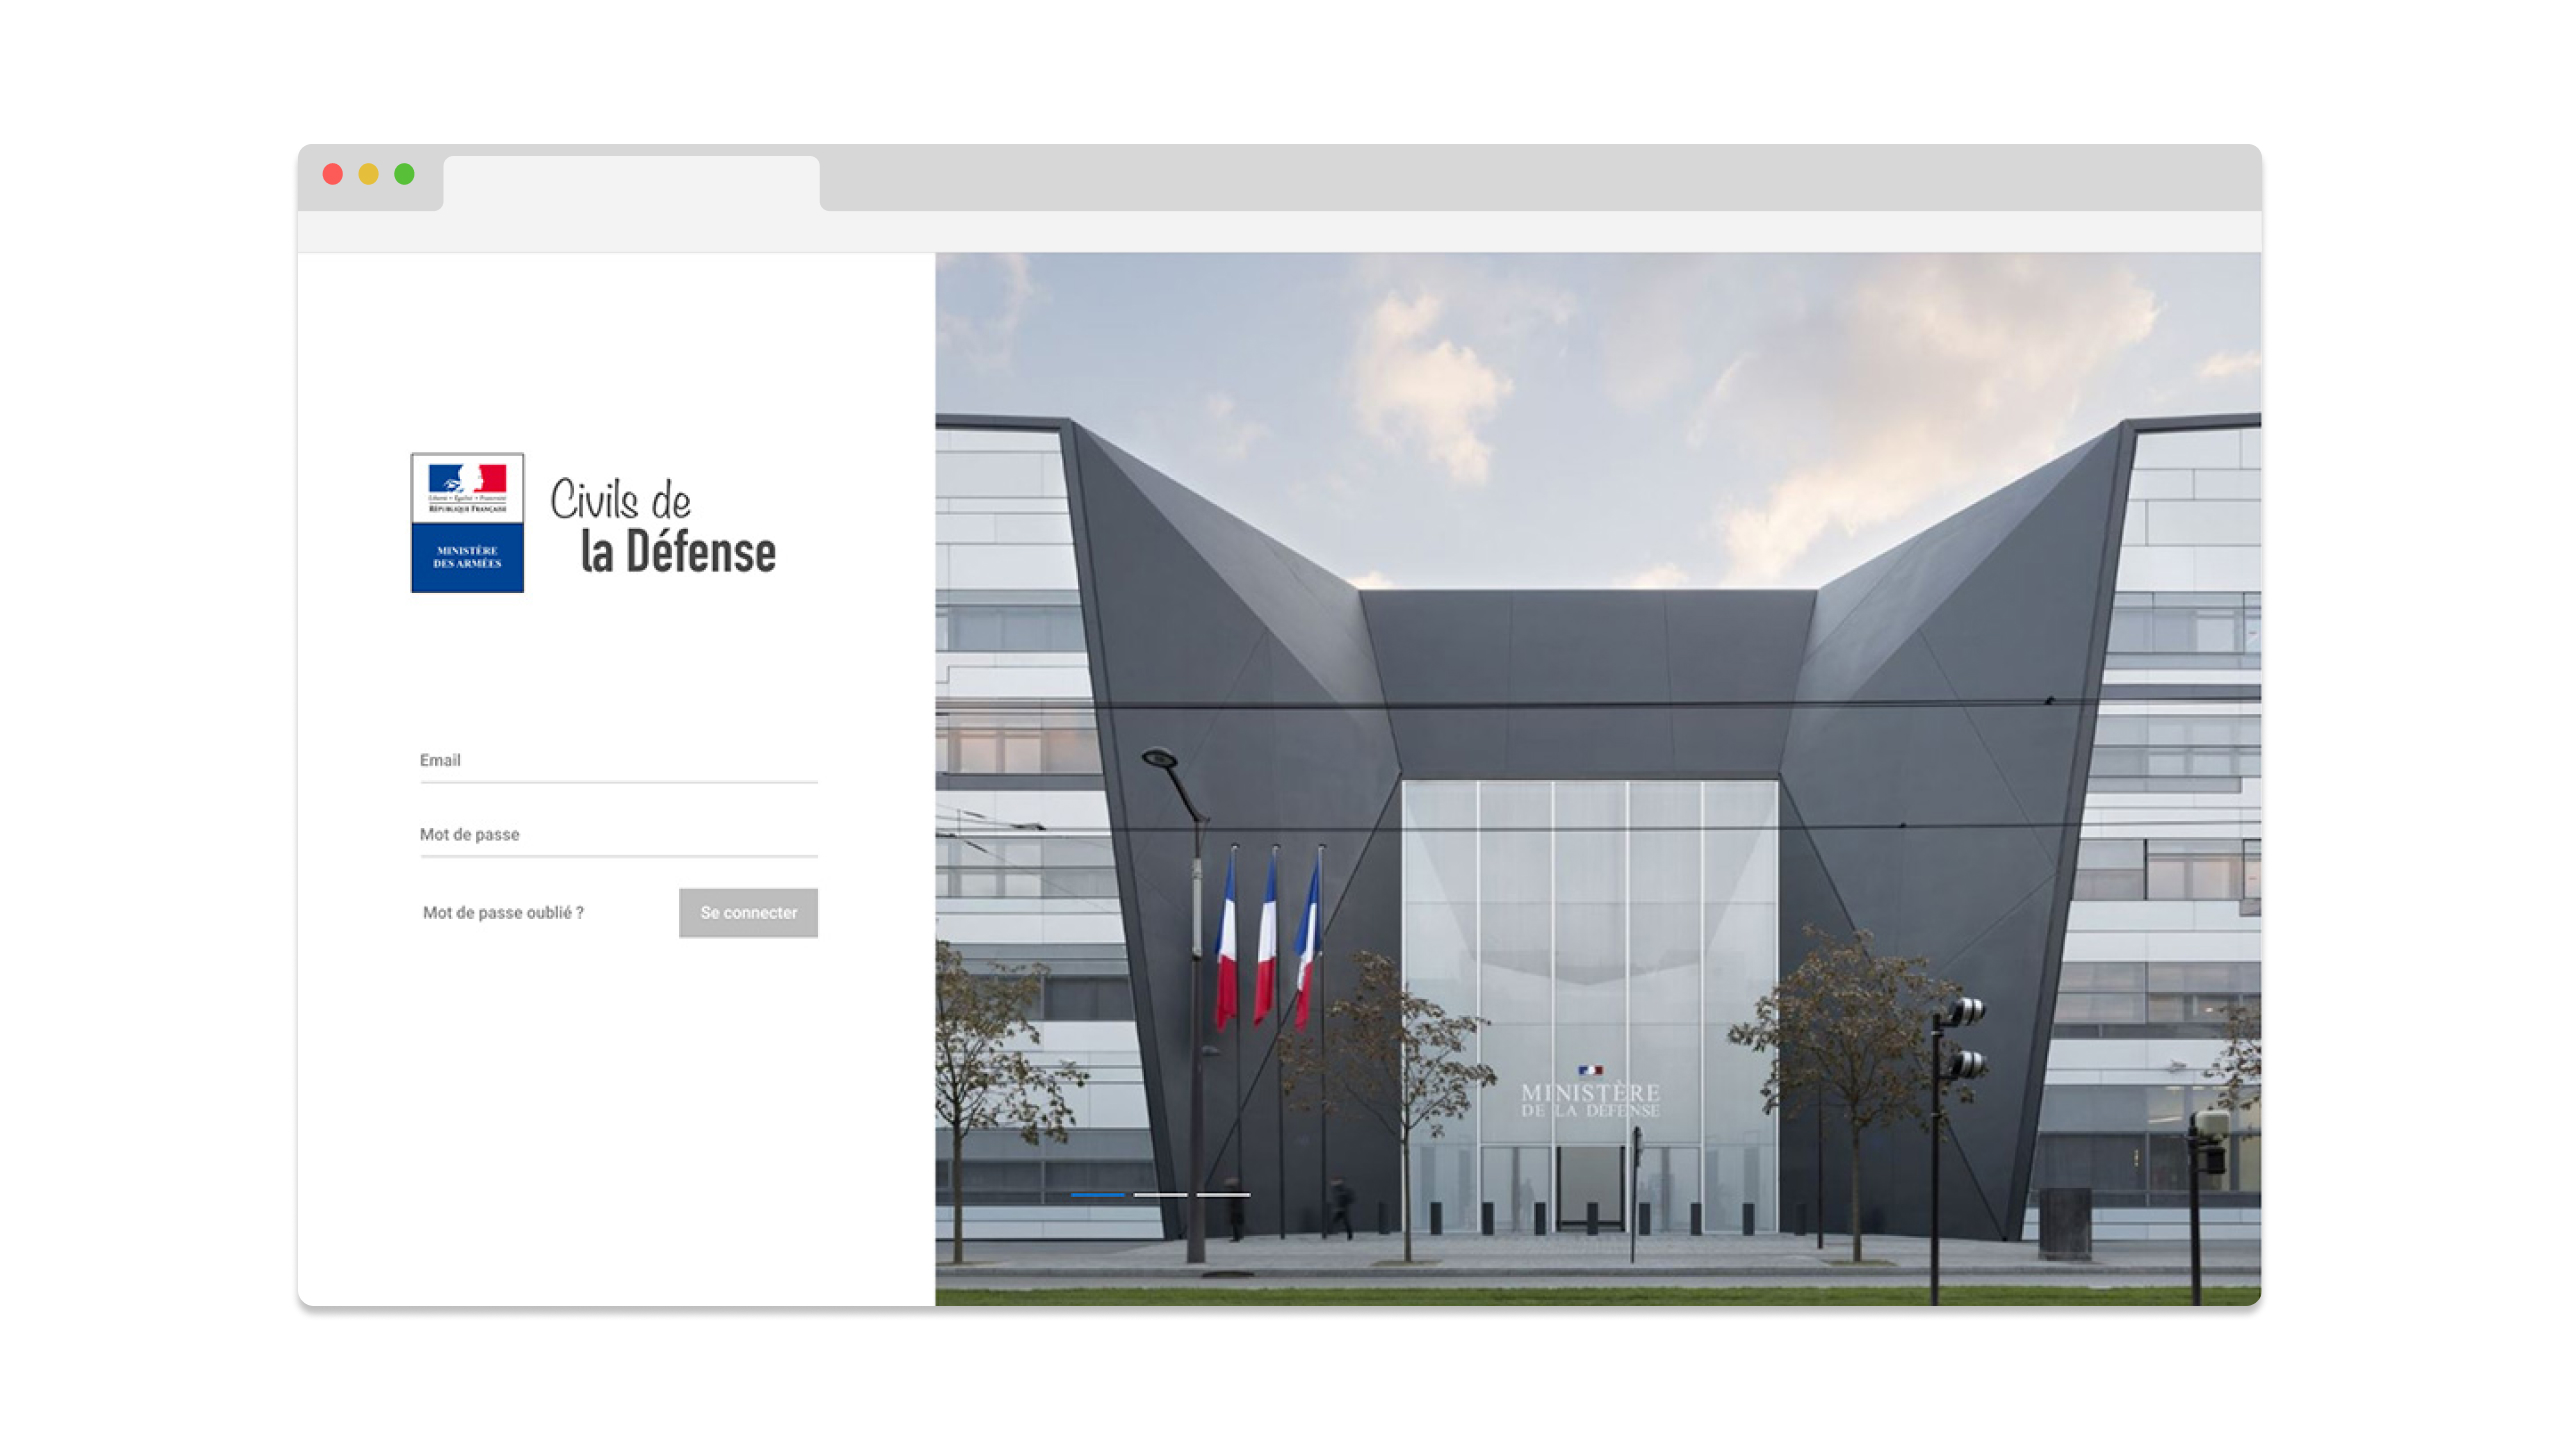 Liberté • Égalité • Fraternité
RÉPUBLIQUE FRANÇAISE
MINISTÈRE
DES ARMÉES
Civils de
la Défense
Email
Mot de passe
Mot de passe oublié ?
Se connecter
MINISTÈRE
DE LA DÉFENSE